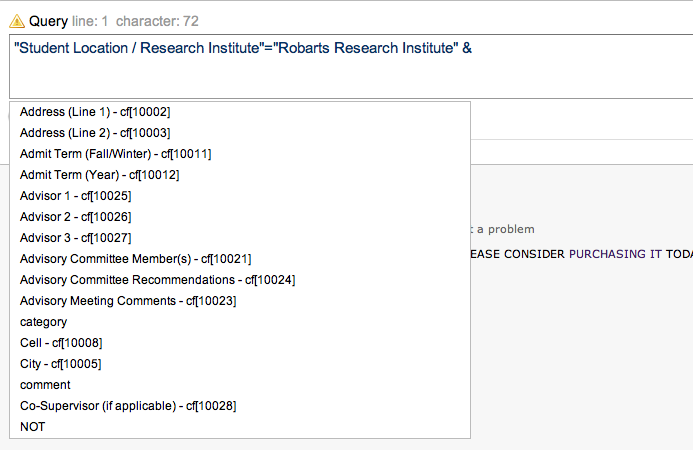 Query line: 1 character: 72
"Student Location / Research Institute"="Robarts Research Institute" &
Address (Line 1) - cf[10002]
Address (Line 2) - cf[10003]
Admit Term (Fall/Winter) - cf[10011]
Admit Term (Year) - cf[10012]
Advisor 1 - cf[10025]
Advisor 2 - cf[10026]
Advisor 3 - cf[10027]
t a problem
Advisory Committee Member(s) - cf[10021]
EASE CONSIDER PURCHASING IT TODA
Advisory Committee Recommendations - cf[10024]
Advisory Meeting Comments - cf[10023]
category
Cell - cf[10008]
City - cf[10005]
comment
Co-Supervisor (if applicable) - cf[10028]
NOT